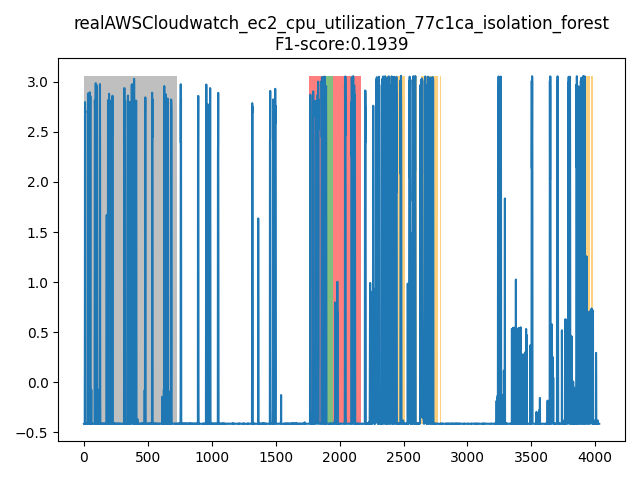 realAWSCloudwatch_ec2_cpu_utilization_77c1ca_isolation_forest
F1-score:0.1939
3.0
2.5
2.0
1.5
1.0
0.5
0.0
−0.5
0 500 1000 1500 2000 2500 3000 3500 4000